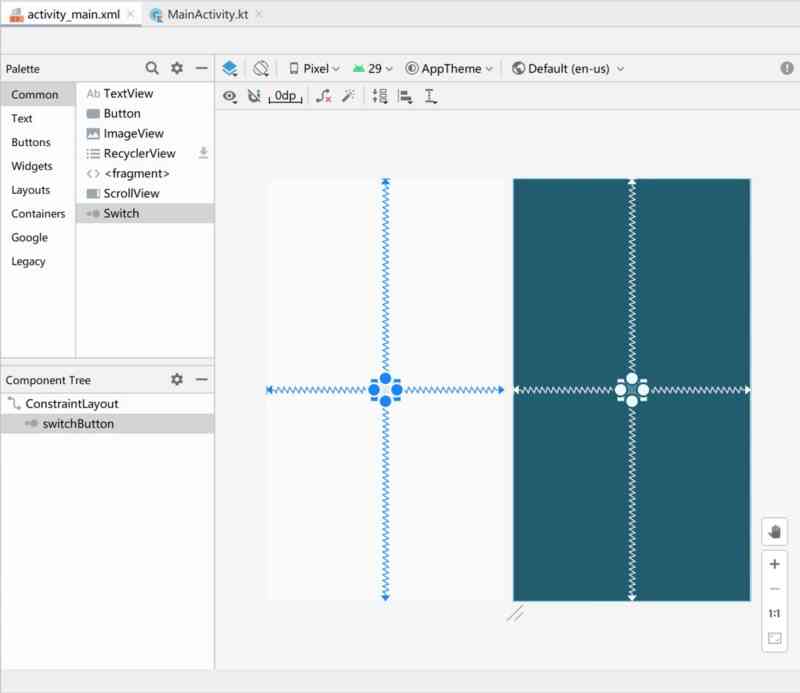 activity_main.xml
MainActivity.kt
Palette
Pixel
29
AppTheme
Default (en-us)
Common
Text
Buttons
Widgets
Layouts
Containers
Google
Legacy
Ab TextView
Button
ImageView
RecyclerView
<fragment>
ScrollView
Switch
0dp
Component Tree
ConstraintLayout
switchButton
1:1